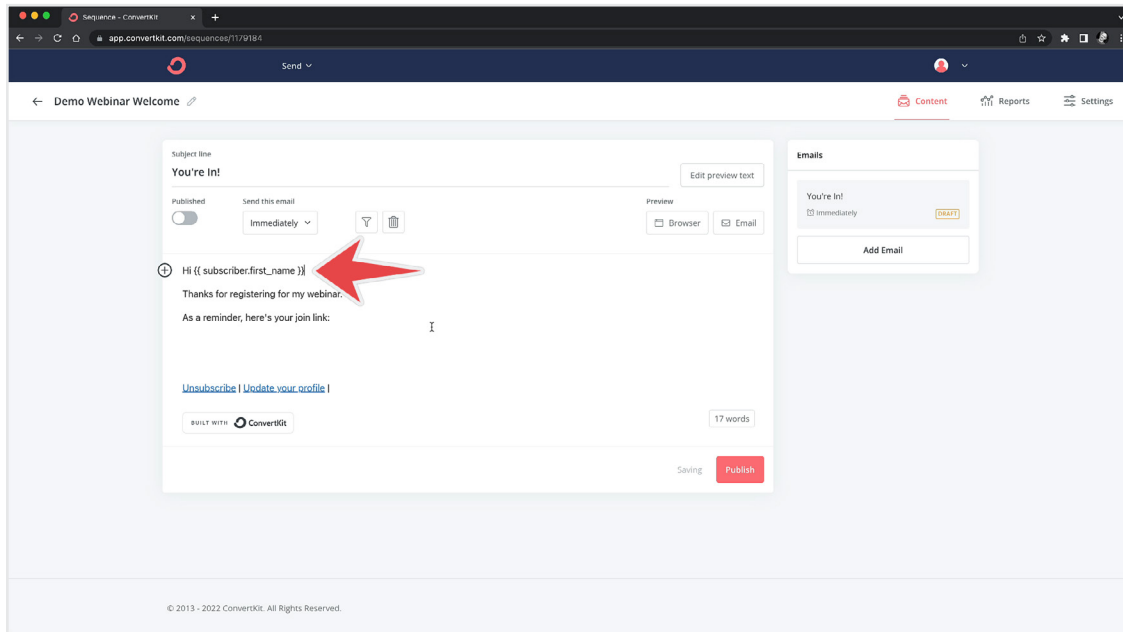 Sequence - ConvertKit
app.convertkit.com/sequences/1179184
Send
Demo Webinar Welcome
Content
Reports
Settings
Subject line
You're In!
Edit preview text
Published
Send this email
Immediately
Preview
Browser
Email
Hi {{ subscriber.first_name }}
Thanks for registering for my webinar.
As a reminder, here's your join link:
Unsubscribe | Update your profile |
BUILT WITH ConvertKit
17 words
Saving
Publish
Emails
You're In!
Immediately
DRAFT
Add Email
© 2013 - 2022 ConvertKit. All Rights Reserved.